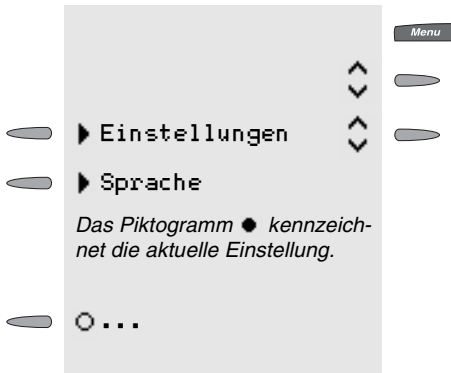 Menu
Einstellungen
Sprache
Das Piktogramm ● kennzeich-
net die aktuelle Einstellung.
○...